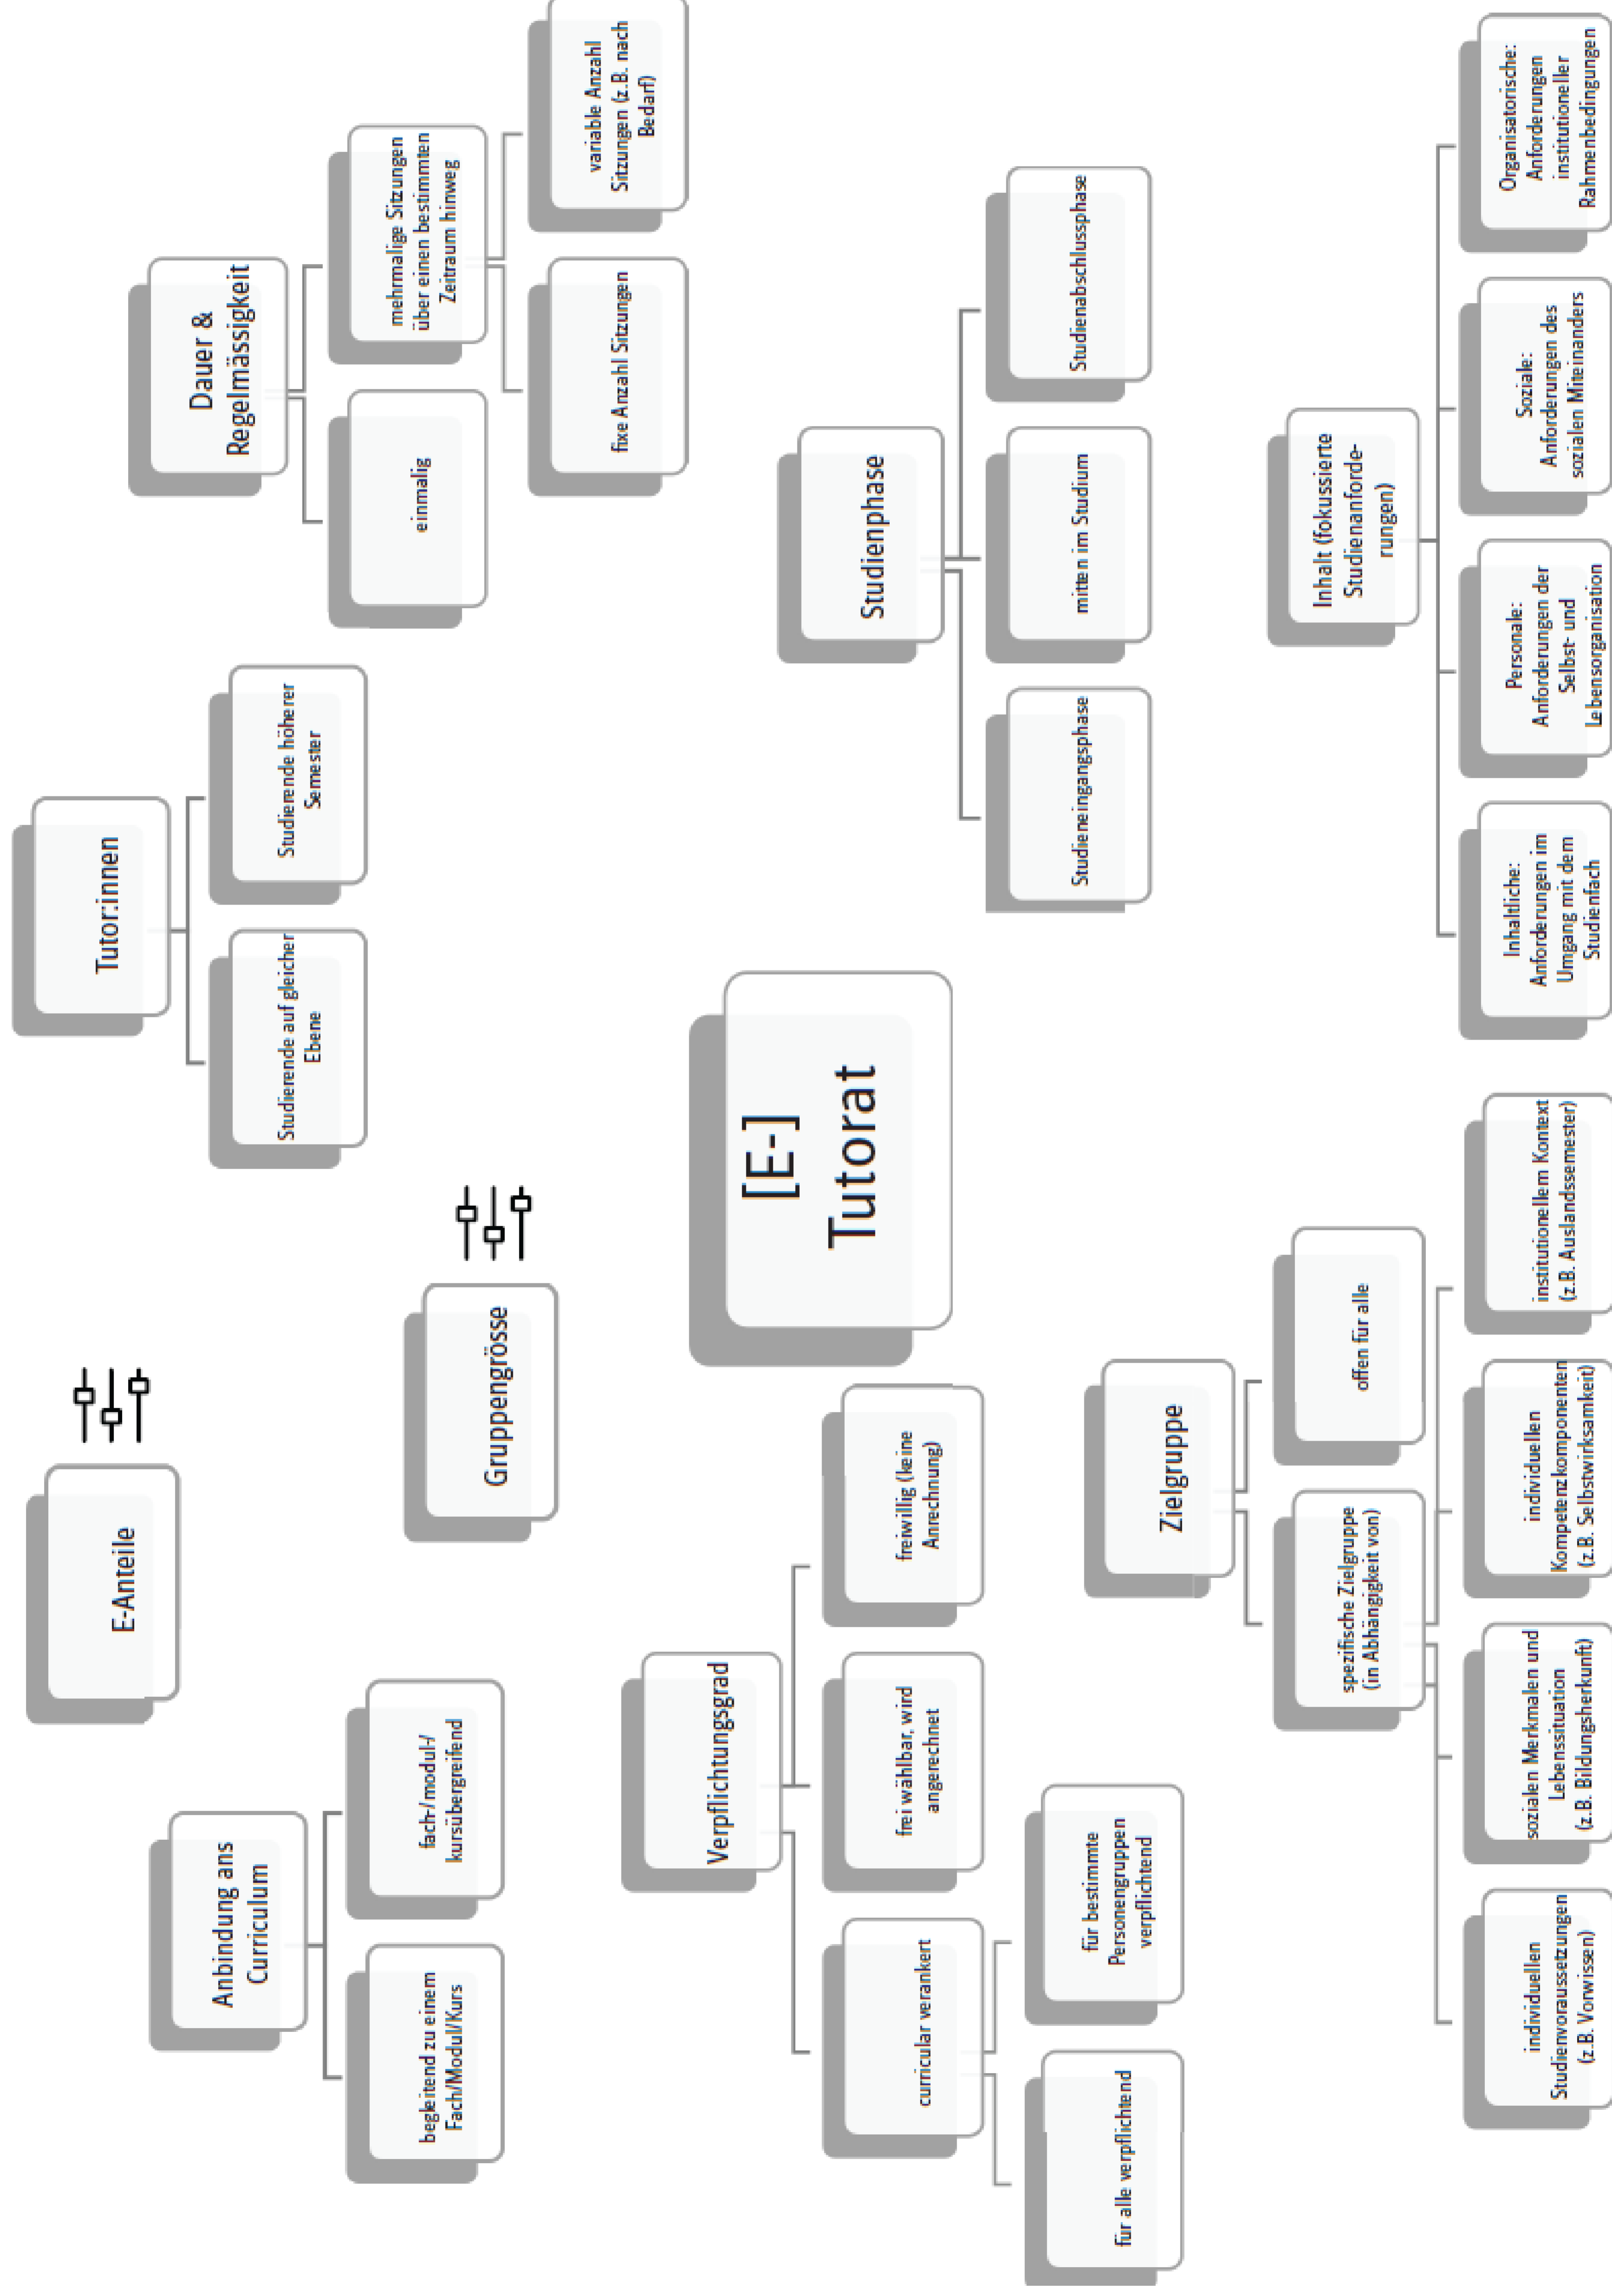 E-Anteile
Tutor:innen
Studierende auf gleicher
Ebene
Studierende höherer
Semester
Anbindung ans
Curriculum
begleitend zu einem
Fach/Modul/Kurs
fach-/modul-/
kursübergreifend
Gruppengrösse
Dauer &
Regelmässigkeit
einmalig
mehrmalige Sitzungen
über einen bestimmten
Zeitraum hinweg
fixe Anzahl Sitzungen
variable Anzahl
Sitzungen (z.B. nach
Bedarf)
[E-]
Tutorat
Verpflichtungsgrad
curricular verankert
frei wählbar, wird
angerechnet
freiwillig (keine
Anrechnung)
für alle verpflichtend
für bestimmte
Personengruppen
verpflichtend
Studienphase
Studieneingangsphase
mitten im Studium
Studienabschlussphase
Zielgruppe
spezifische Zielgruppe
(in Abhängigkeit von)
offen für alle
individuellen
Studienvoraussetzungen
(z.B. Vorwissen)
sozialen Merkmalen und
Lebenssituation
(z.B. Bildungsherkunft)
individuellen
Kompetenzkomponenten
(z.B. Selbstwirksamkeit)
institutionellem Kontext
(z.B. Auslandssemester)
Inhalt (fokussierte
Studienanforde-
rungen)
Inhaltliche:
Anforderungen im
Umgang mit dem
Studienfach
Personale:
Anforderungen der
Selbst- und
Lebensorganisation
Soziale:
Anforderungen des
sozialen Miteinanders
Organisatorische:
Anforderungen
institutioneller
Rahmenbedingungen